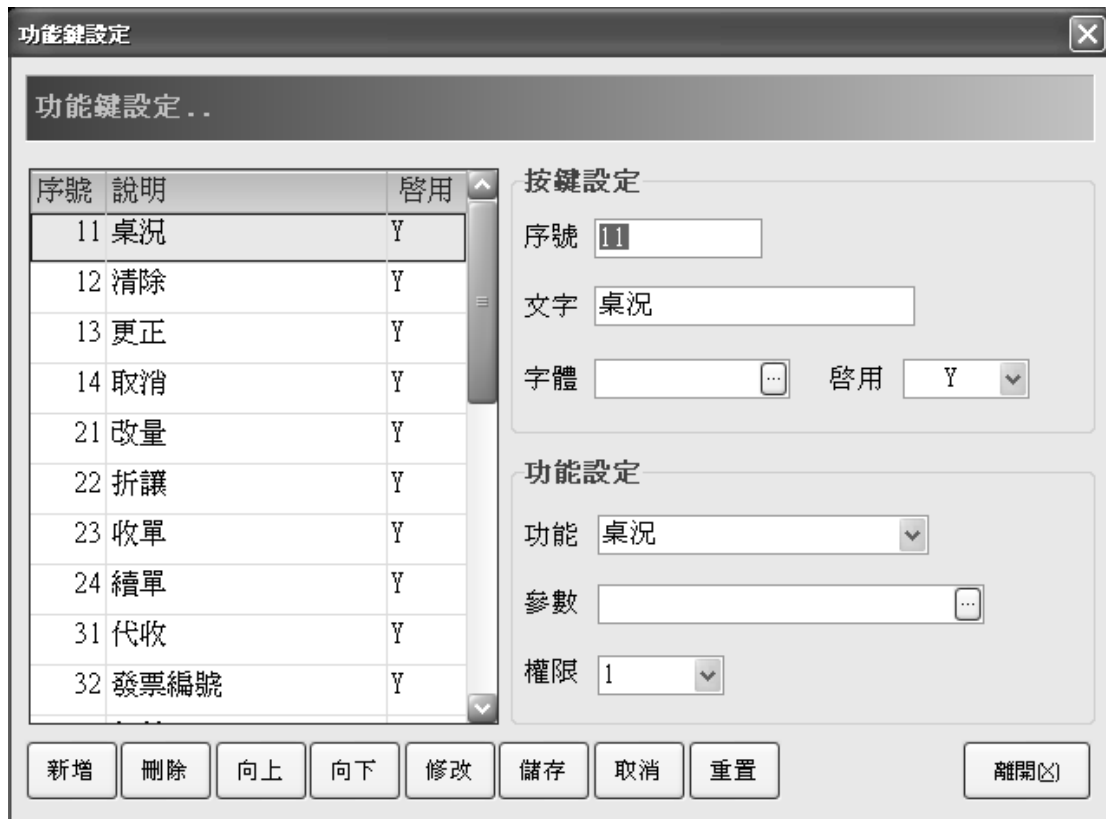 功能鍵設定
功能鍵設定..
序號 說明 啓用
11 桌況 Y
12 清除 Y
13 更正 Y
14 取消 Y
21 改量 Y
22 折讓 Y
23 收單 Y
24 續單 Y
31 代收 Y
32 發票編號 Y
按鍵設定
序號 11
文字 桌況
字體 ... 啓用 Y
功能設定
功能 桌況
參數 ...
權限 1
新增 刪除 向上 向下 修改 儲存 取消 重置 離開(X)